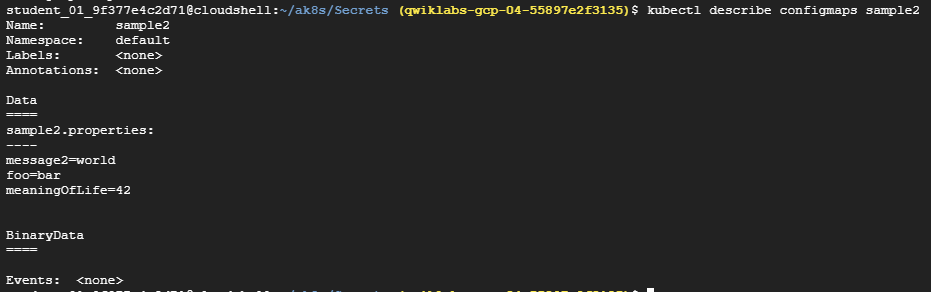 student_01_9f377e4c2d71@cloudshell:~/ak8s/Secrets (qwiklabs-gcp-04-55897e2f3135)$ kubectl describe configmaps sample2
Name:         sample2
Namespace:    default
Labels:       <none>
Annotations:  <none>

Data
====
sample2.properties:
----
message2=world
foo=bar
meaningOfLife=42


BinaryData
====

Events:  <none>